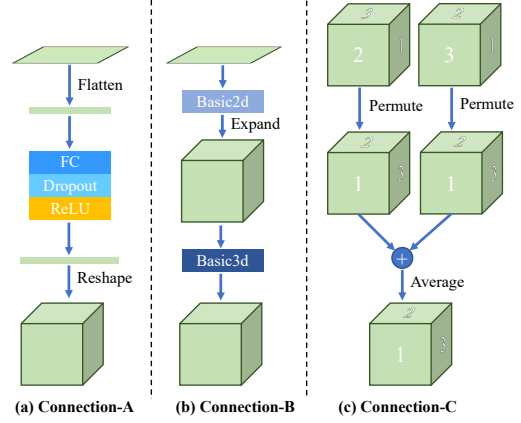 Flatten
FC
Dropout
ReLU
Reshape
(a) Connection-A
Basic2d
Expand
Basic3d
(b) Connection-B
3
2
1
2
3
1
Permute
Permute
2
1
3
2
1
3
+
Average
2
1
3
(c) Connection-C